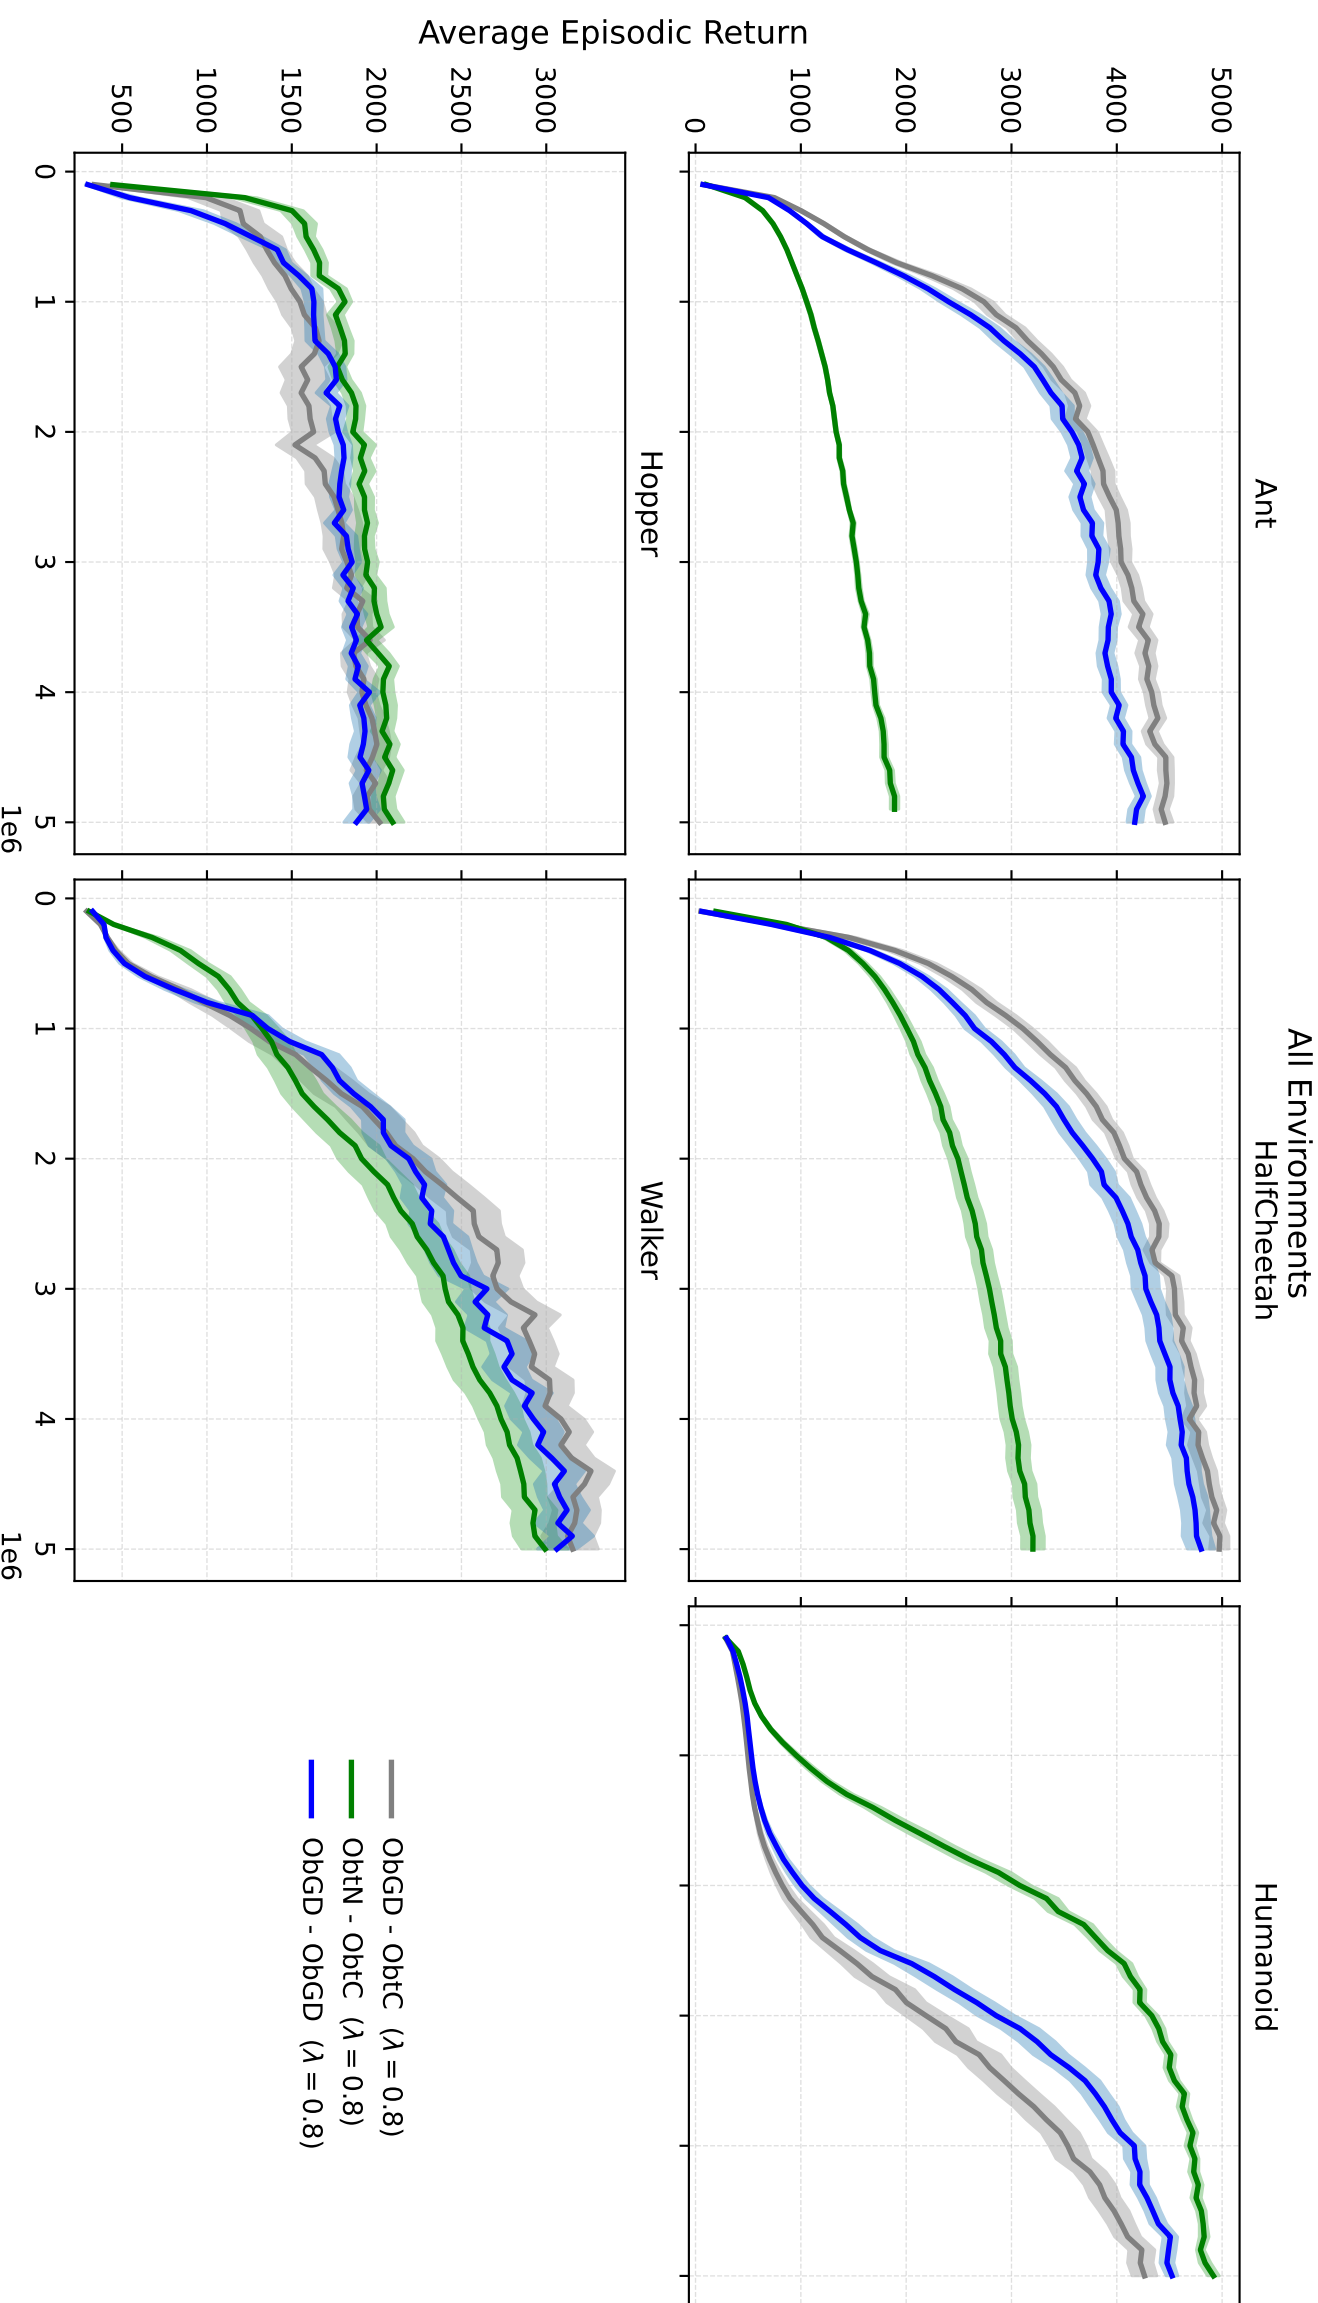 All Environments
Ant
HalfCheetah
Humanoid
Average Episodic Return
5000
4000
3000
2000
1000
0
Hopper
Walker
3000
2500
2000
1500
1000
500
0
1
2
3
4
5
1e6
0
1
2
3
4
5
1e6
ObGD - ObtC (λ = 0.8)
ObtN - ObtC (λ = 0.8)
ObGD - ObGD (λ = 0.8)